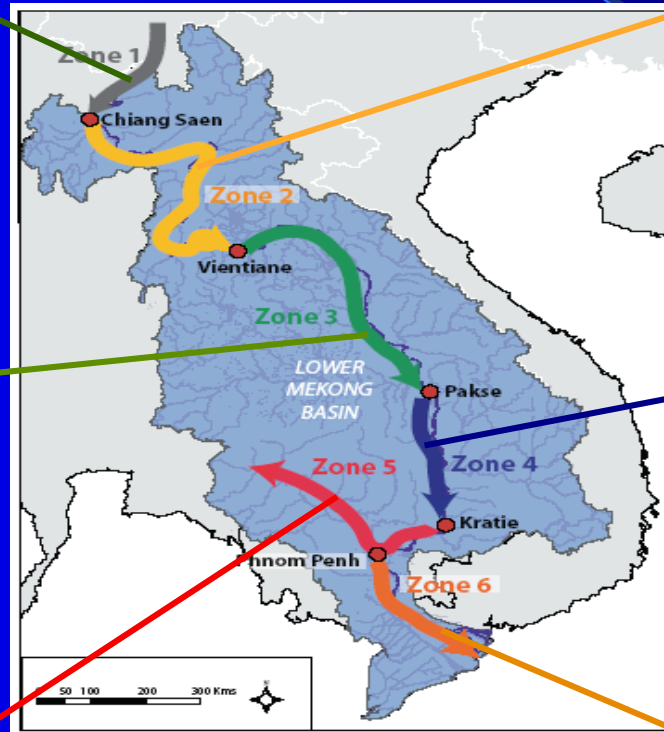 Zone 1
Chiang Saen
Zone 2
Vientiane
Zone 3
LOWER
MEKONG
BASIN
Pakse
Zone 5
Zone 4
Kratie
Phnom Penh
Zone 6
0 50 100 200 300 Kms